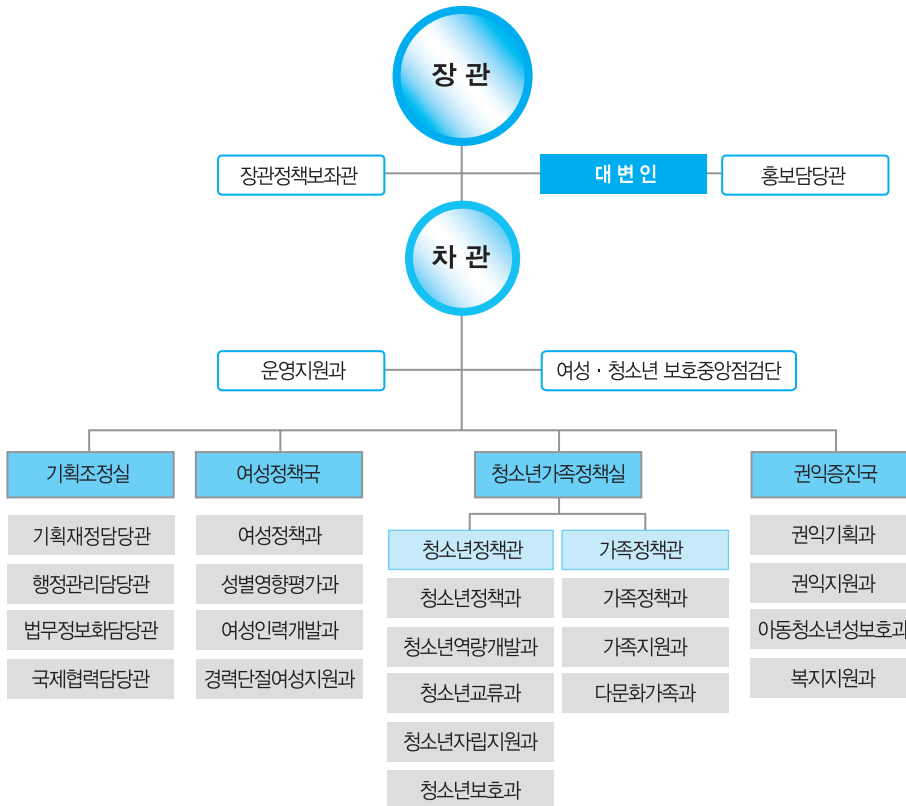 장 관
장관정책보좌관
대 변 인
홍보담당관
차 관
운영지원과
여성 · 청소년 보호중앙점검단
기획조정실
여성정책국
청소년가족정책실
권익증진국
기획재정담당관
행정관리담당관
법무정보화담당관
국제협력담당관
여성정책과
성별영향평가과
여성인력개발과
경력단절여성지원과
청소년정책관
청소년정책과
청소년역량개발과
청소년교류과
청소년자립지원과
청소년보호과
가족정책관
가족정책과
가족지원과
다문화가족과
권익기획과
권익지원과
아동청소년성보호과
복지지원과